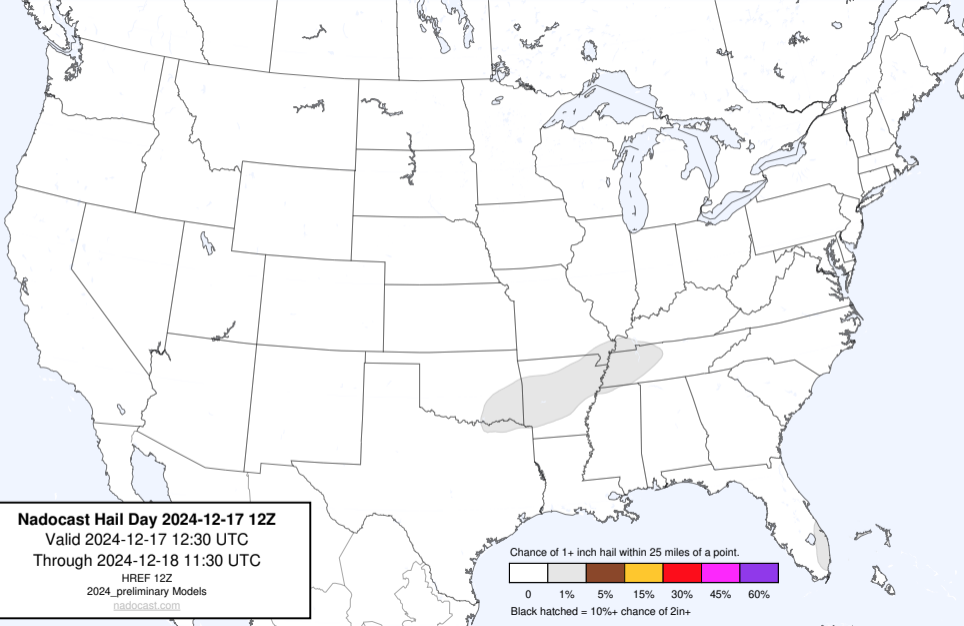 Nadocast Hail Day 2024-12-17 12Z
Valid 2024-12-17 12:30 UTC
Through 2024-12-18 11:30 UTC
HREF 12Z
2024_preliminary Models
nadocast.com
Chance of 1+ inch hail within 25 miles of a point.
0 1% 5% 15% 30% 45% 60%
Black hatched = 10%+ chance of 2in+